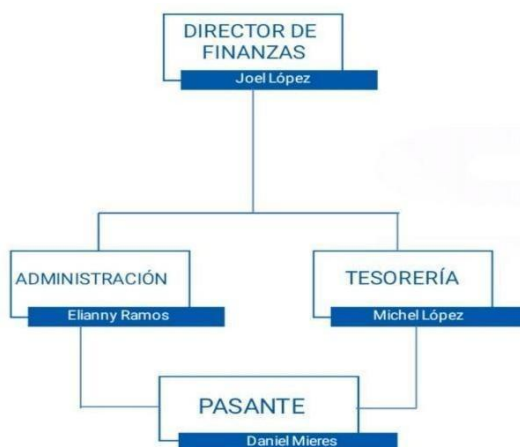 DIRECTOR DE
FINANZAS
Joel López
ADMINISTRACIÓN
Elianny Ramos
TESORERÍA
Michel López
PASANTE
Daniel Mieres